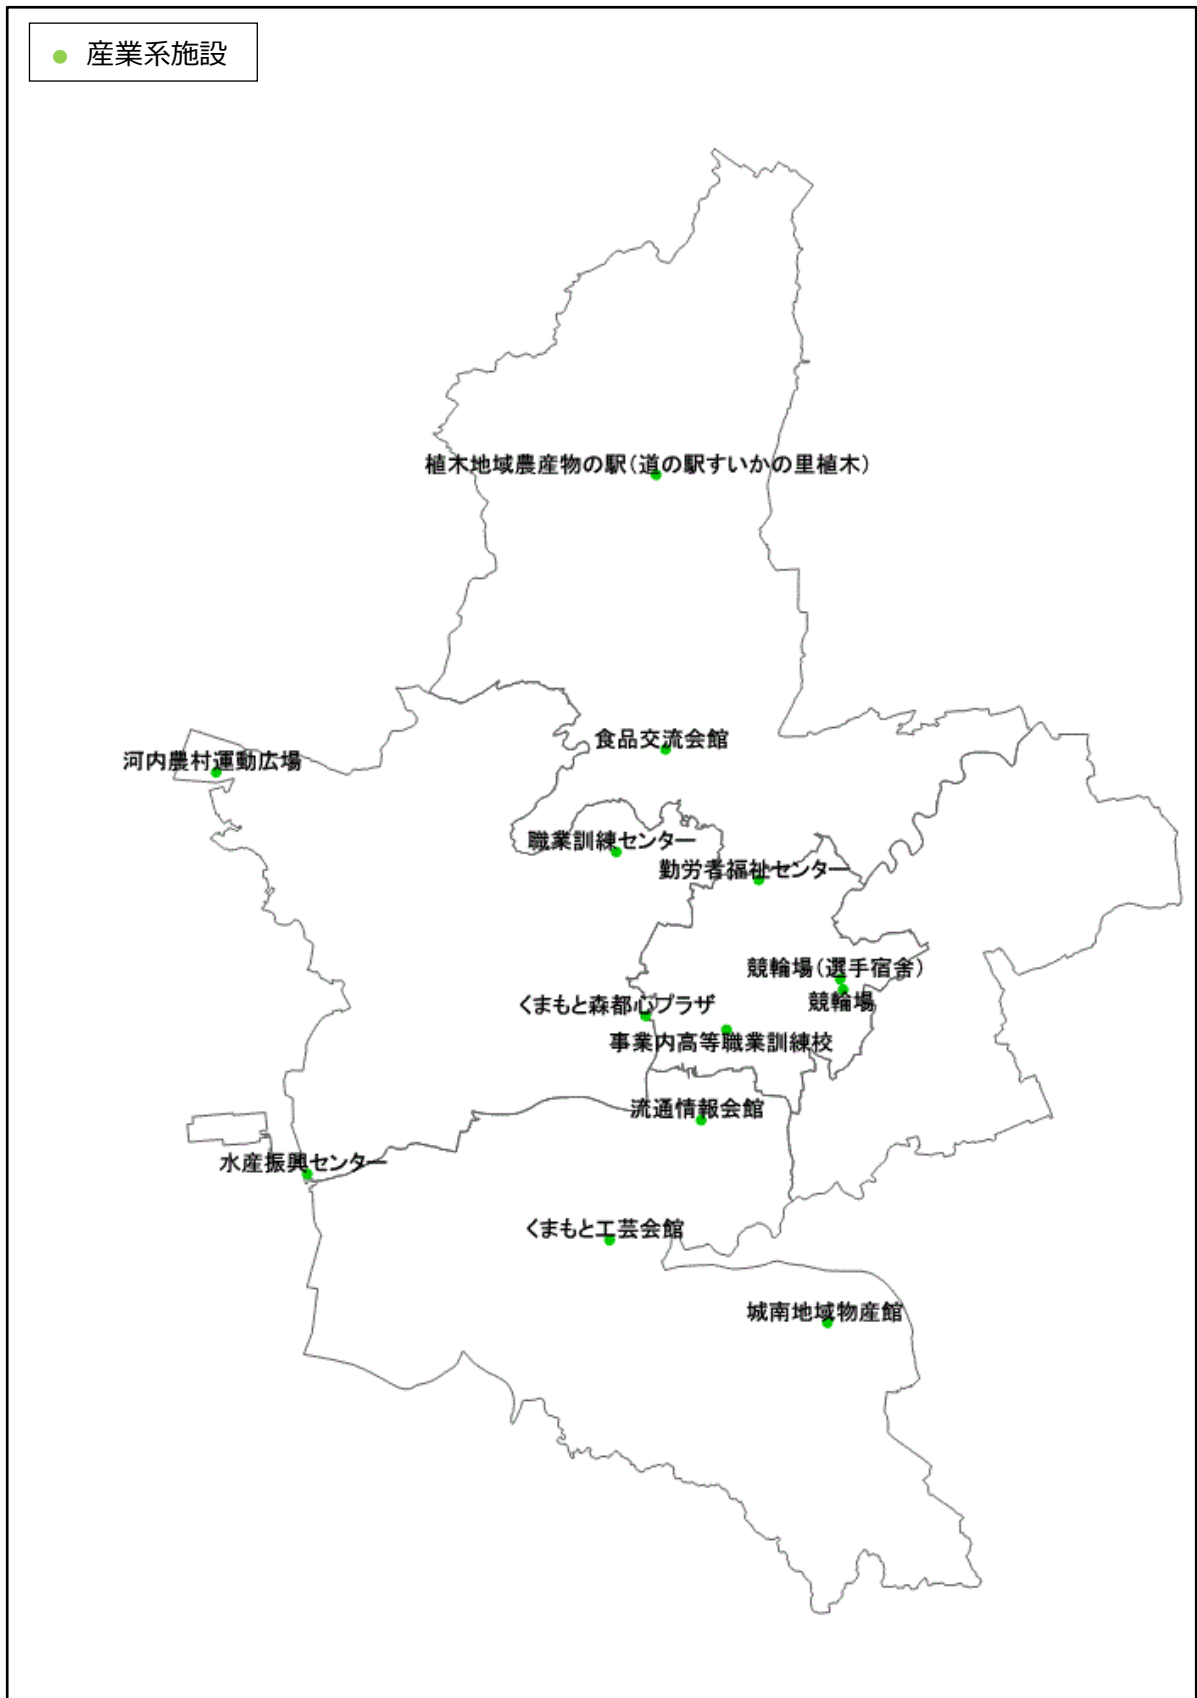 産業系施設
植木地域農産物の駅(道の駅すいかの里植木)
食品交流会館
河内農村運動広場
職業訓練センター
勤労者福祉センター
競輪場(選手宿舎)
競輪場
くまもと森都心プラザ
事業内高等職業訓練校
流通情報会館
水産振興センター
くまもと工芸会館
城南地域物産館